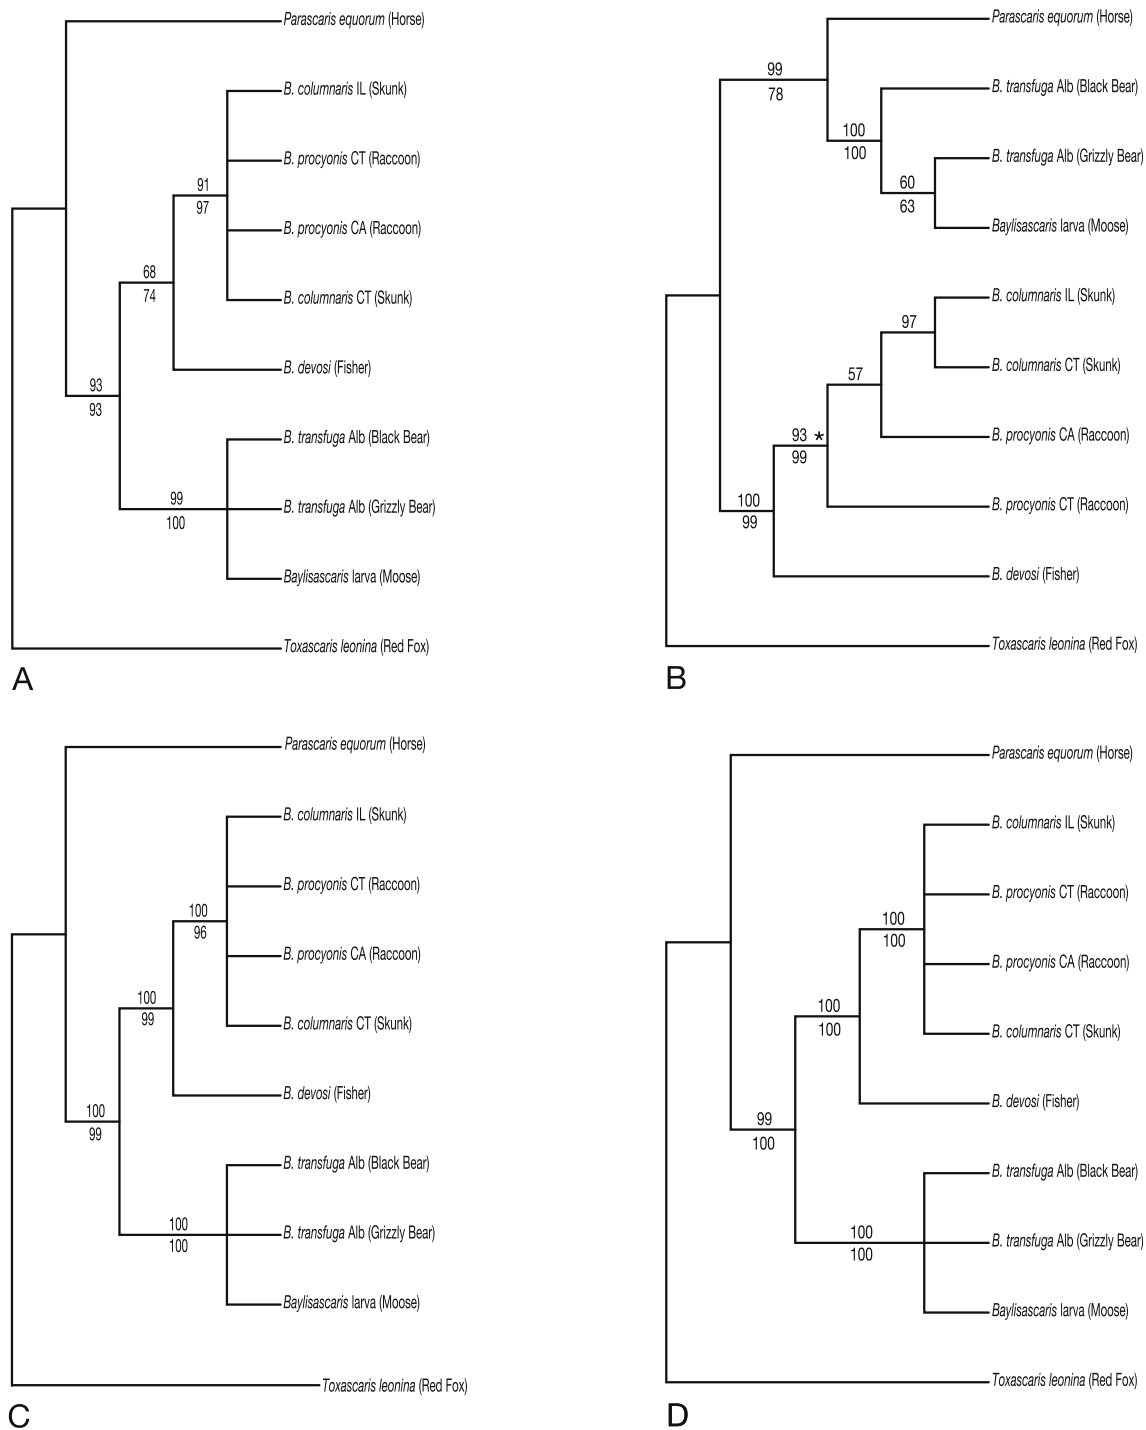 Parascaris equorum (Horse)
B. columnaris IL (Skunk)
B. procyonis CT (Raccoon)
91
97
B. procyonis CA (Raccoon)
68
74
B. columnaris CT (Skunk)
B. devosi (Fisher)
93
93
B. transfuga Alb (Black Bear)
99
100
B. transfuga Alb (Grizzly Bear)
Baylisascaris larva (Moose)
Toxascaris leonina (Red Fox)
A
Parascaris equorum (Horse)
99
78
B. transfuga Alb (Black Bear)
100
100
B. transfuga Alb (Grizzly Bear)
60
63
Baylisascaris larva (Moose)
B. columnaris IL (Skunk)
97
B. columnaris CT (Skunk)
57
B. procyonis CA (Raccoon)
93 *
99
B. procyonis CT (Raccoon)
100
99
B. devosi (Fisher)
Toxascaris leonina (Red Fox)
B
Parascaris equorum (Horse)
B. columnaris IL (Skunk)
B. procyonis CT (Raccoon)
100
96
B. procyonis CA (Raccoon)
100
99
B. columnaris CT (Skunk)
B. devosi (Fisher)
100
99
B. transfuga Alb (Black Bear)
100
100
B. transfuga Alb (Grizzly Bear)
Baylisascaris larva (Moose)
Toxascaris leonina (Red Fox)
C
Parascaris equorum (Horse)
B. columnaris IL (Skunk)
B. procyonis CT (Raccoon)
100
100
B. procyonis CA (Raccoon)
100
100
B. columnaris CT (Skunk)
B. devosi (Fisher)
99
100
B. transfuga Alb (Black Bear)
100
100
B. transfuga Alb (Grizzly Bear)
Baylisascaris larva (Moose)
Toxascaris leonina (Red Fox)
D